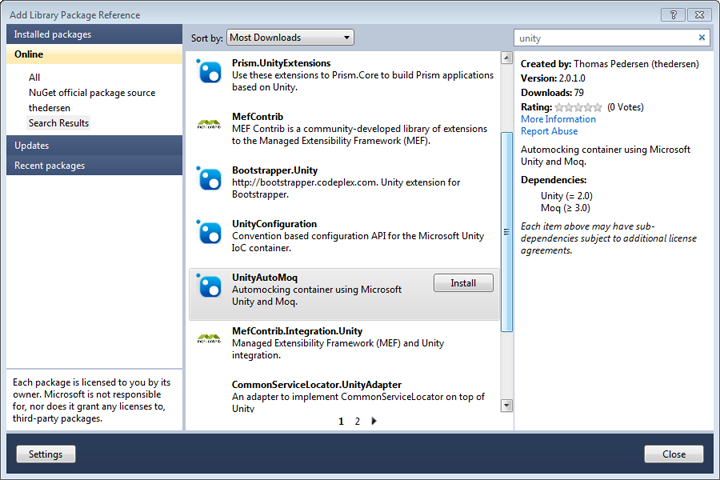 Add Library Package Reference
Installed packages
Online
All
NuGet official package source
thedersen
Search Results
Updates
Recent packages
Each package is licensed to you by its
owner. Microsoft is not responsible
for, nor does it grant any licenses to,
third-party packages.
Sort by: Most Downloads
Prism.UnityExtensions
Use these extensions to Prism.Core to build Prism applications
based on Unity.
MefContrib
MEF Contrib is a community-developed library of extensions
to the Managed Extensibility Framework (MEF).
Bootstrapper.Unity
http://bootstrapper.codeplex.com. Unity extension for
Bootstrapper.
UnityConfiguration
Convention based configuration API for the Microsoft Unity
IoC container.
UnityAutoMoq
Automocking container using Microsoft
Unity and Moq.
Install
MefContrib.Integration.Unity
Managed Extensibility Framework (MEF) and Unity
integration.
CommonServiceLocator.UnityAdapter
An adapter to implement CommonServiceLocator on top of
Unity
1 2
unity
Created by: Thomas Pedersen (thedersen)
Version: 2.0.1.0
Downloads: 79
Rating: (0 Votes)
More Information
Report Abuse
Automocking container using Microsoft
Unity and Moq.
Dependencies:
Unity (= 2.0)
Moq (≥ 3.0)
Each item above may have sub-
dependencies subject to additional license
agreements.
Settings
Close